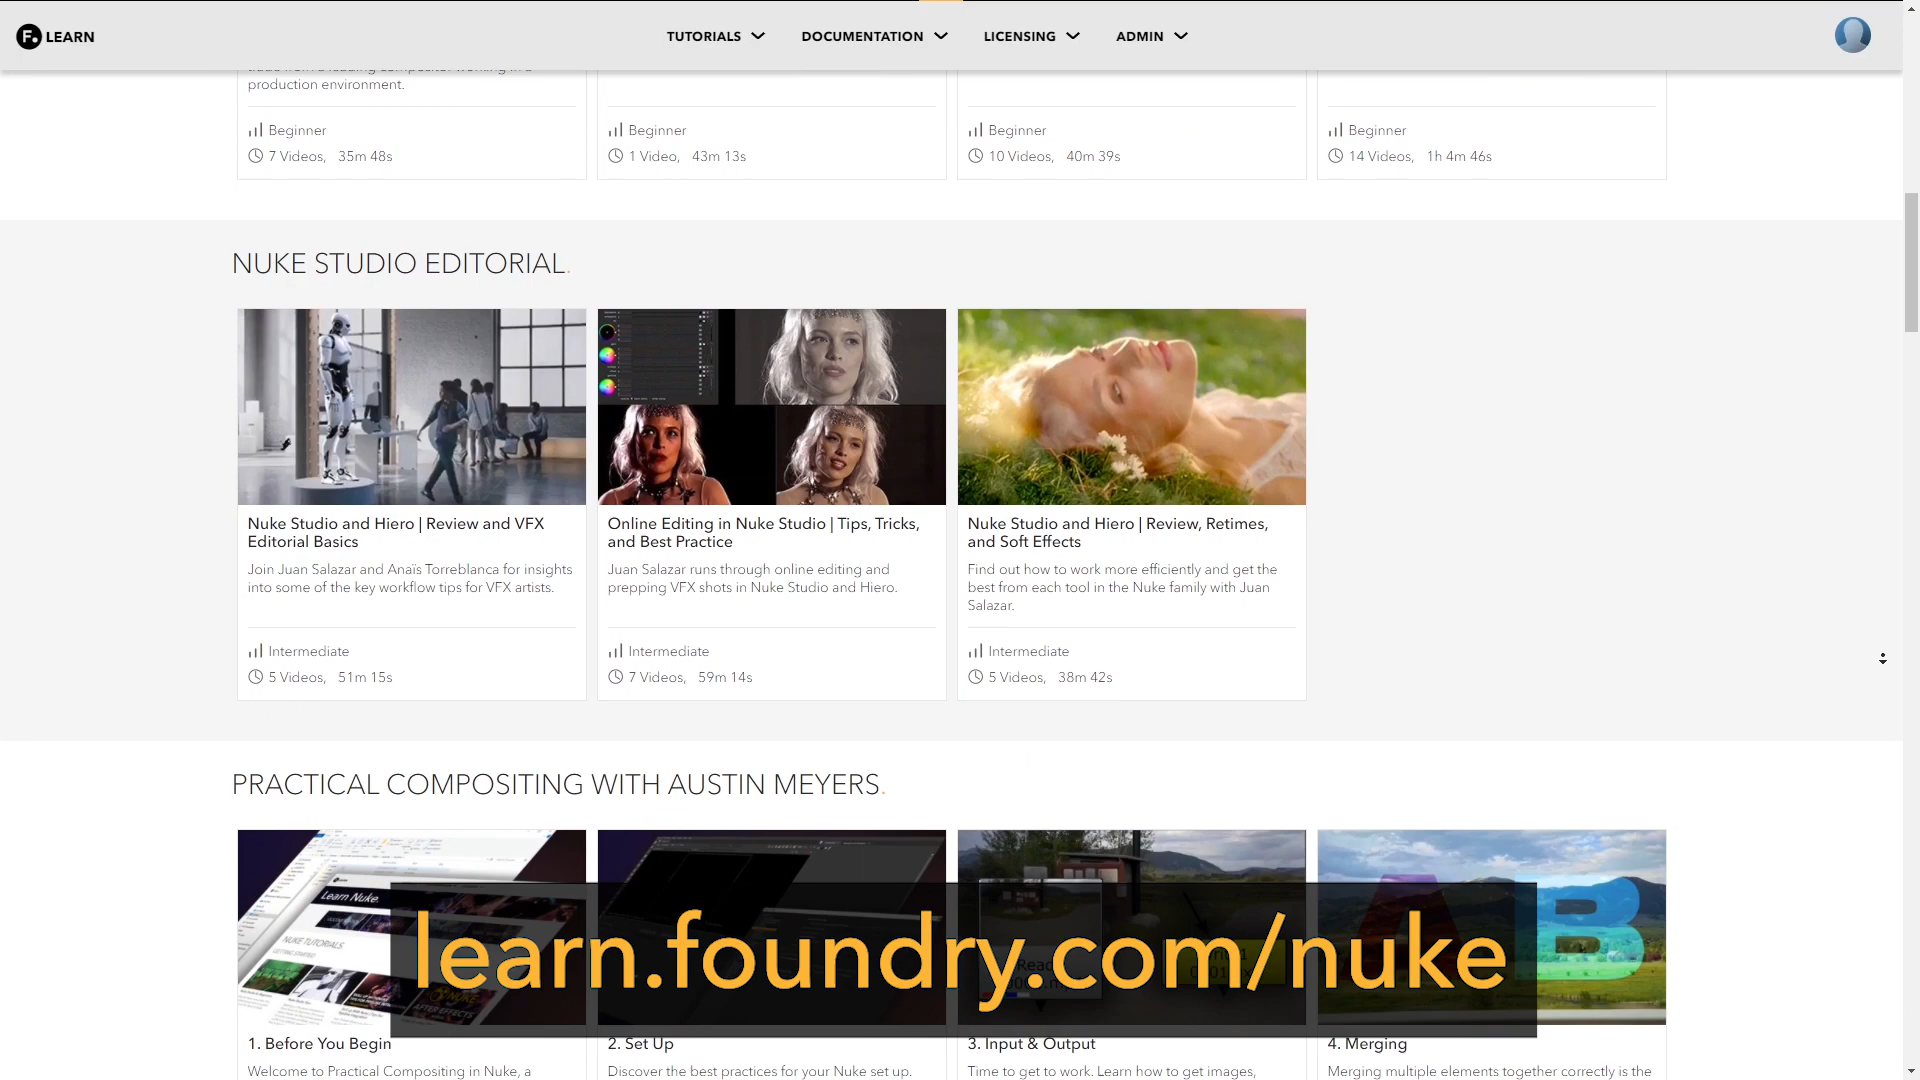 LEARN
TUTORIALS
DOCUMENTATION
LICENSING
ADMIN
production environment.
Beginner
7 Videos, 35m 48s
Beginner
1 Video, 43m 13s
Beginner
10 Videos, 40m 39s
Beginner
14 Videos, 1h 4m 46s
NUKE STUDIO EDITORIAL.
Nuke Studio and Hiero | Review and VFX
Editorial Basics
Join Juan Salazar and Anaïs Torreblanca for insights
into some of the key workflow tips for VFX artists.
Intermediate
5 Videos, 51m 15s
Online Editing in Nuke Studio | Tips, Tricks,
and Best Practice
Juan Salazar runs through online editing and
prepping VFX shots in Nuke Studio and Hiero.
Intermediate
7 Videos, 59m 14s
Nuke Studio and Hiero | Review, Retimes,
and Soft Effects
Find out how to work more efficiently and get the
best from each tool in the Nuke family with Juan
Salazar.
Intermediate
5 Videos, 38m 42s
PRACTICAL COMPOSITING WITH AUSTIN MEYERS.
Learn Nuke.
NUKE TUTORIALS
AFTER EFFECTS
A B
learn.foundry.com/nuke
1. Before You Begin
Welcome to Practical Compositing in Nuke, a
2. Set Up
Discover the best practices for your Nuke set up.
3. Input & Output
Time to get to work. Learn how to get images,
4. Merging
Merging multiple elements together correctly is the